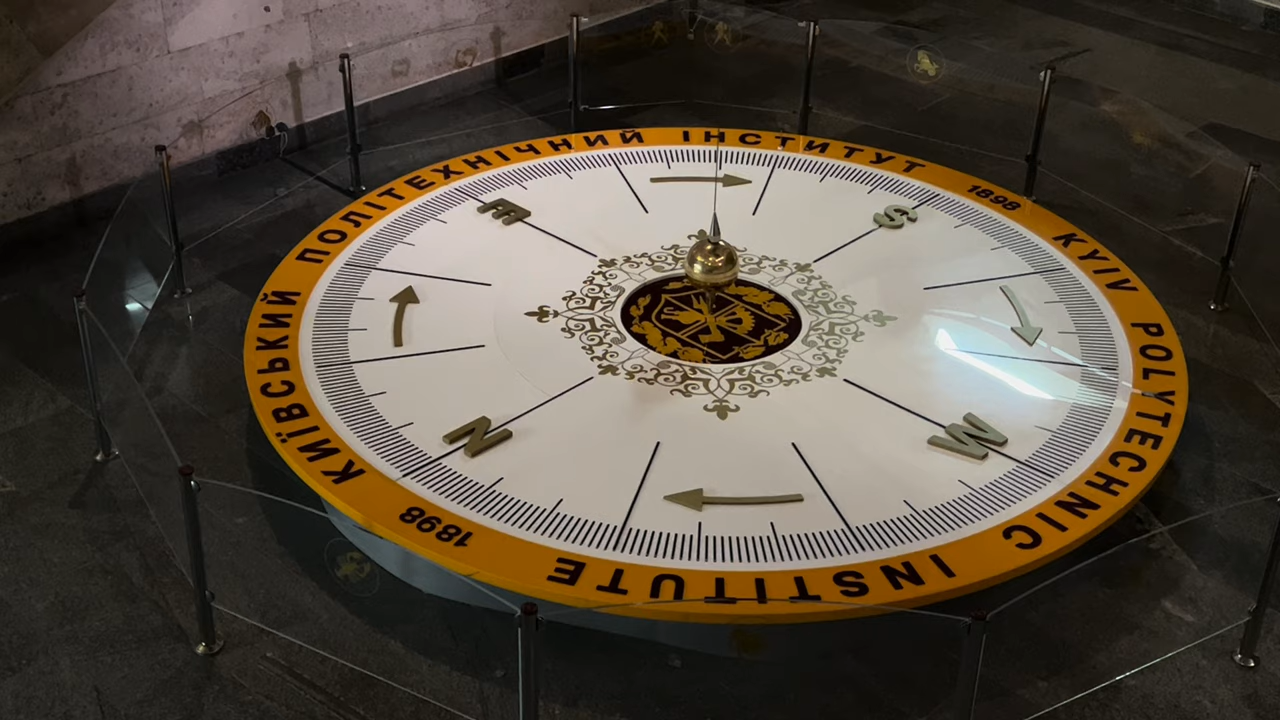 КИЇВСЬКИЙ ПОЛІТЕХНІЧНИЙ ІНСТИТУТ
1898
KYIV POLYTECHNIC INSTITUTE
1898
E
S
N
W